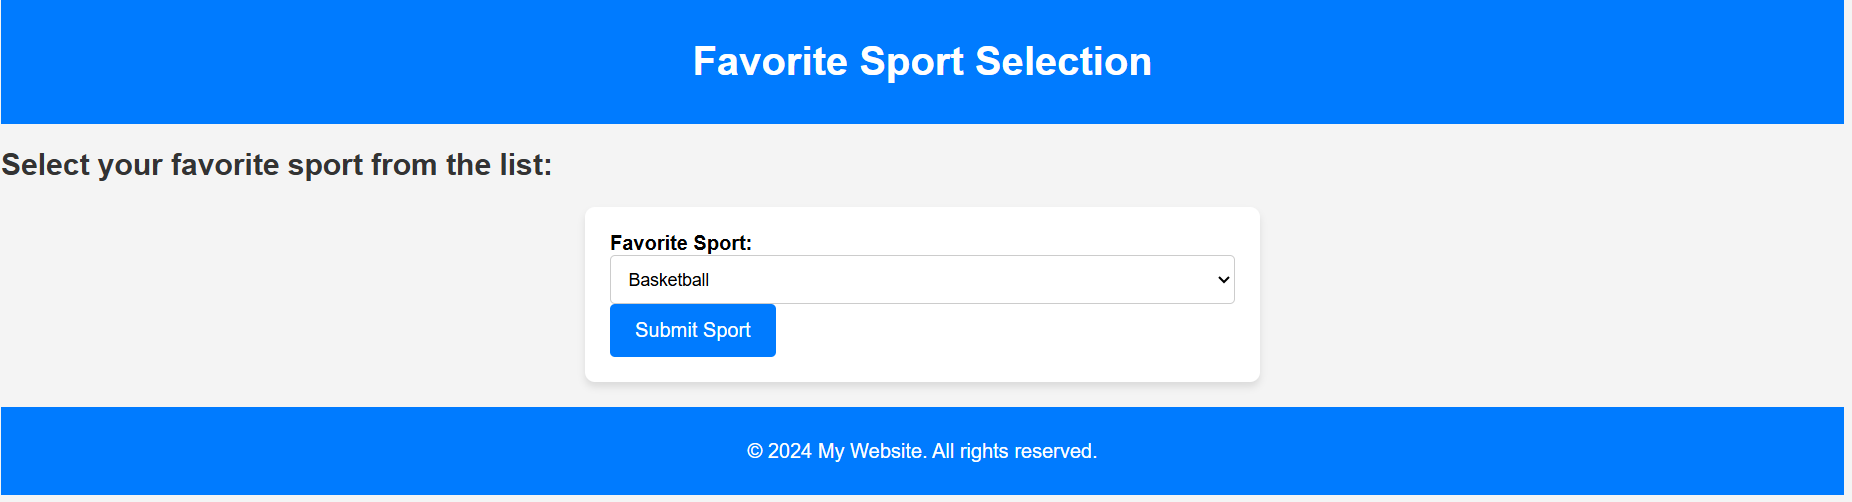 Favorite Sport Selection
Select your favorite sport from the list:
Favorite Sport:
Basketball
Submit Sport
© 2024 My Website. All rights reserved.